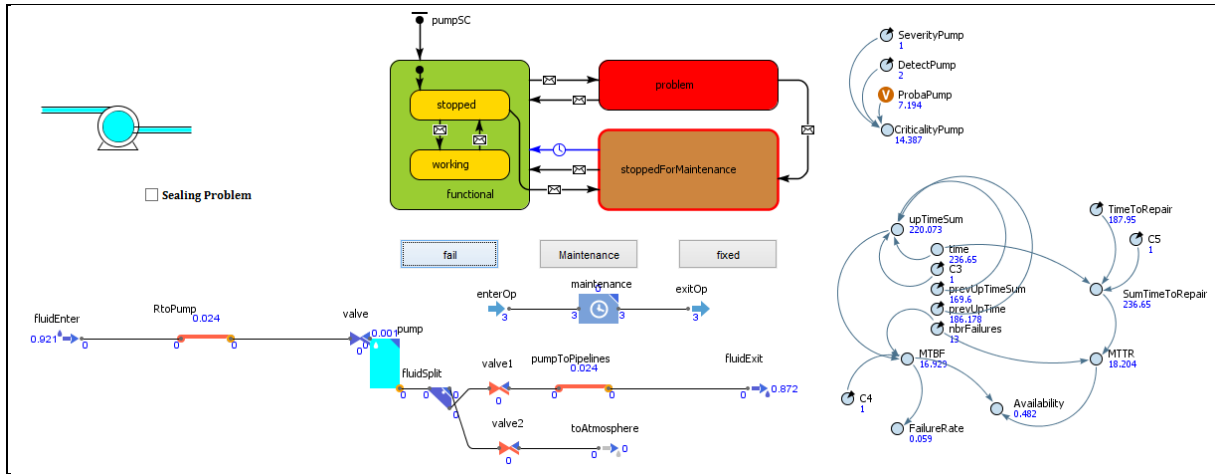 pumpSC
stopped
working
functional
problem
stoppedForMaintenance
Sealing Problem
fail
Maintenance
fixed
SeverityPump
1
DetectPump
2
V
ProbaPump
7.194
CriticalityPump
14.387
upTimeSum
220.073
time
236.65
C3
1
prevUpTimeSum
169.6
prevUpTime
186.178
nbrFailures
13
TimeToRepair
187.95
C5
1
SumTimeToRepair
236.65
MTBF
16.929
MTTR
18.204
C4
1
Availability
0.482
FailureRate
0.059
enterOp
3
maintenance
0
3
3
exitOp
3
fluidEnter
0.921
0
RtoPump
0.024
0
0
valve
0
0
0.001
pump
0
fluidSplit
0
0
0
0
valve1
0
pumpToPipelines
0.024
0
0
fluidExit
0
0.872
valve2
0
toAtmosphere
0
0